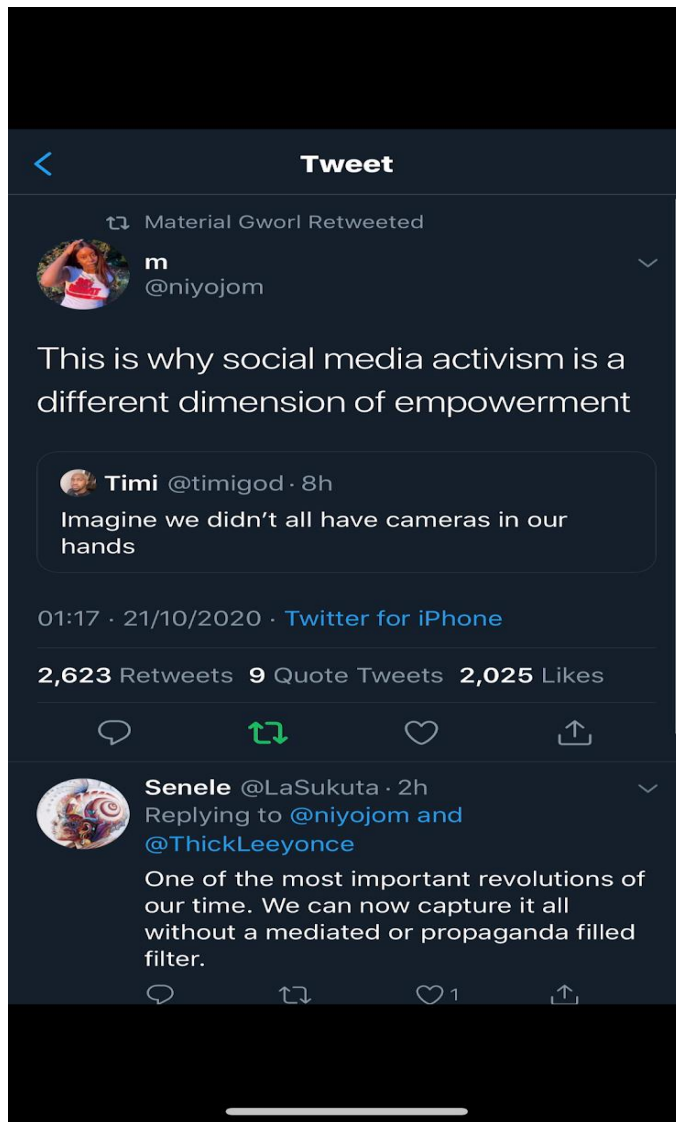 Tweet
Material Gworl Retweeted
m
@niyojom
This is why social media activism is a
different dimension of empowerment
Timi @timigod · 8h
Imagine we didn't all have cameras in our
hands
01:17 · 21/10/2020 · Twitter for iPhone
2,623 Retweets 9 Quote Tweets 2,025 Likes
Senele @LaSukuta · 2h
Replying to @niyojom and
@ThickLeeyonce
One of the most important revolutions of
our time. We can now capture it all
without a mediated or propaganda filled
filter.
1